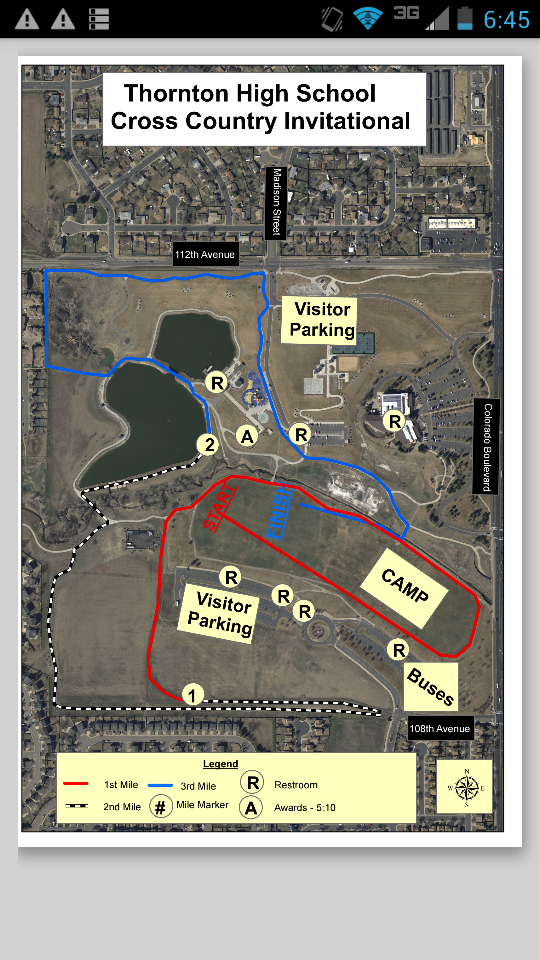 3G 6:45
Thornton High School
Cross Country Invitational
Madison Street
112th Avenue
Visitor
Parking
R
R
Colorado Boulevard
2
A
R
START
FINISH
R
CAMP
Visitor
Parking
R
R
R
Buses
1
108th Avenue
Legend
1st Mile
3rd Mile
R
Restroom
2nd Mile
#
Mile Marker
A
Awards - 5:10
N
W
E
S